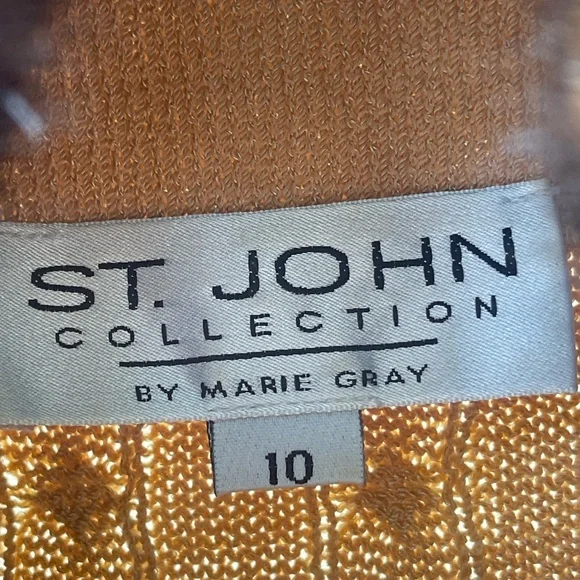 ST. JOHN
COLLECTION
BY MARIE GRAY
10